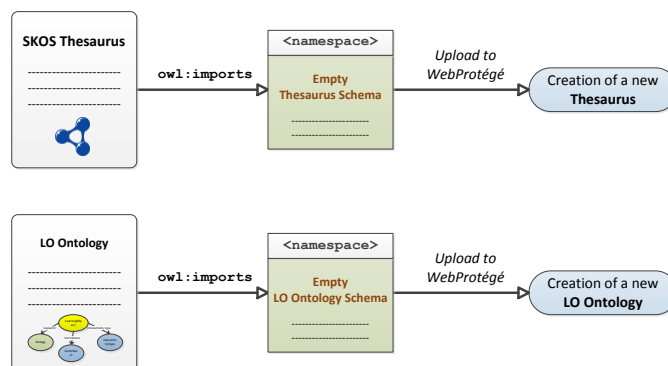 SKOS Thesaurus
owl:imports
<namespace>
Empty
Thesaurus Schema
Upload to
WebProtégé
Creation of a new
Thesaurus
LO Ontology
owl:imports
<namespace>
Empty
LO Ontology Schema
Upload to
WebProtégé
Creation of a new
LO Ontology